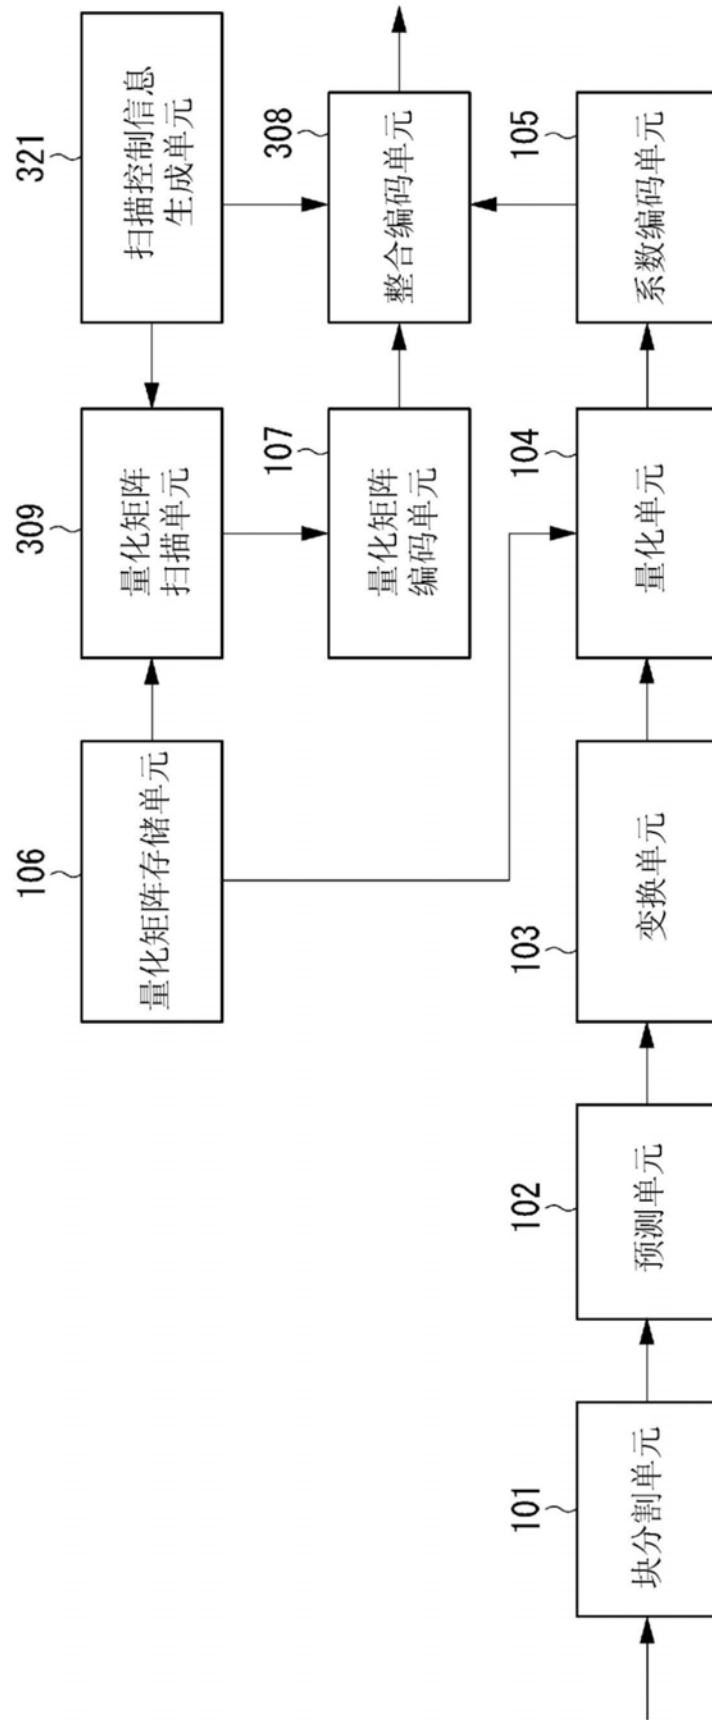 106
量化矩阵存储单元
309
量化矩阵
扫描单元
321
扫描控制信息
生成单元
107
量化矩阵
编码单元
308
整合编码单元
101
块分割单元
102
预测单元
103
变换单元
104
量化单元
105
系数编码单元